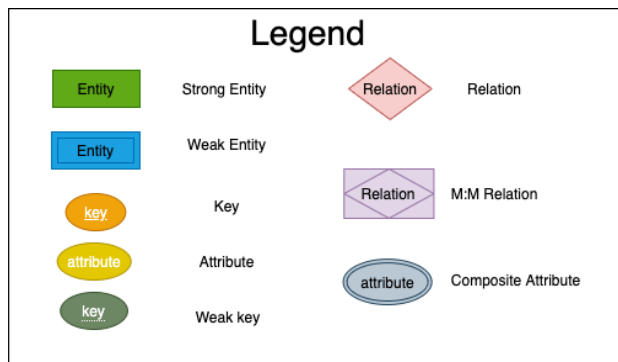 Legend
Entity
Strong Entity
Relation
Relation
Entity
Weak Entity
key
Key
Relation
M:M Relation
attribute
Attribute
attribute
Composite Attribute
key
Weak key